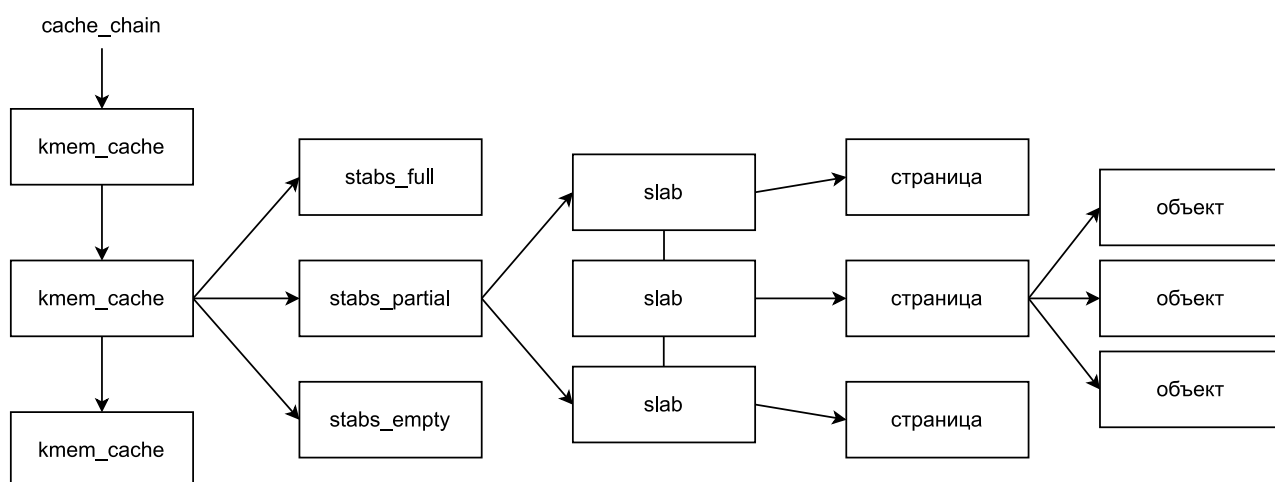 cache_chain
kmem_cache
kmem_cache
kmem_cache
stabs_full
stabs_partial
stabs_empty
slab
slab
slab
страница
страница
страница
объект
объект
объект